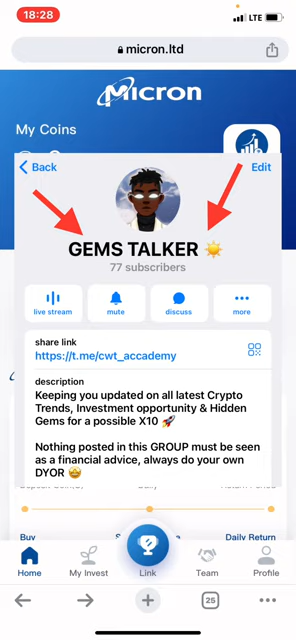 18:28
LTE
micron.ltd
Micron
My Coins
Back
Edit
GEMS TALKER ☀️
77 subscribers
live stream
mute
discuss
more
share link
https://t.me/cwt_accademy
description
Keeping you updated on all latest Crypto
Trends, Investment opportunity & Hidden
Gems for a possible X10 🚀
Nothing posted in this GROUP must be seen
as a financial advice, always do your own
DYOR 🤩
Daily
Buy
Daily Return
Home
My Invest
Link
Team
Profile
25